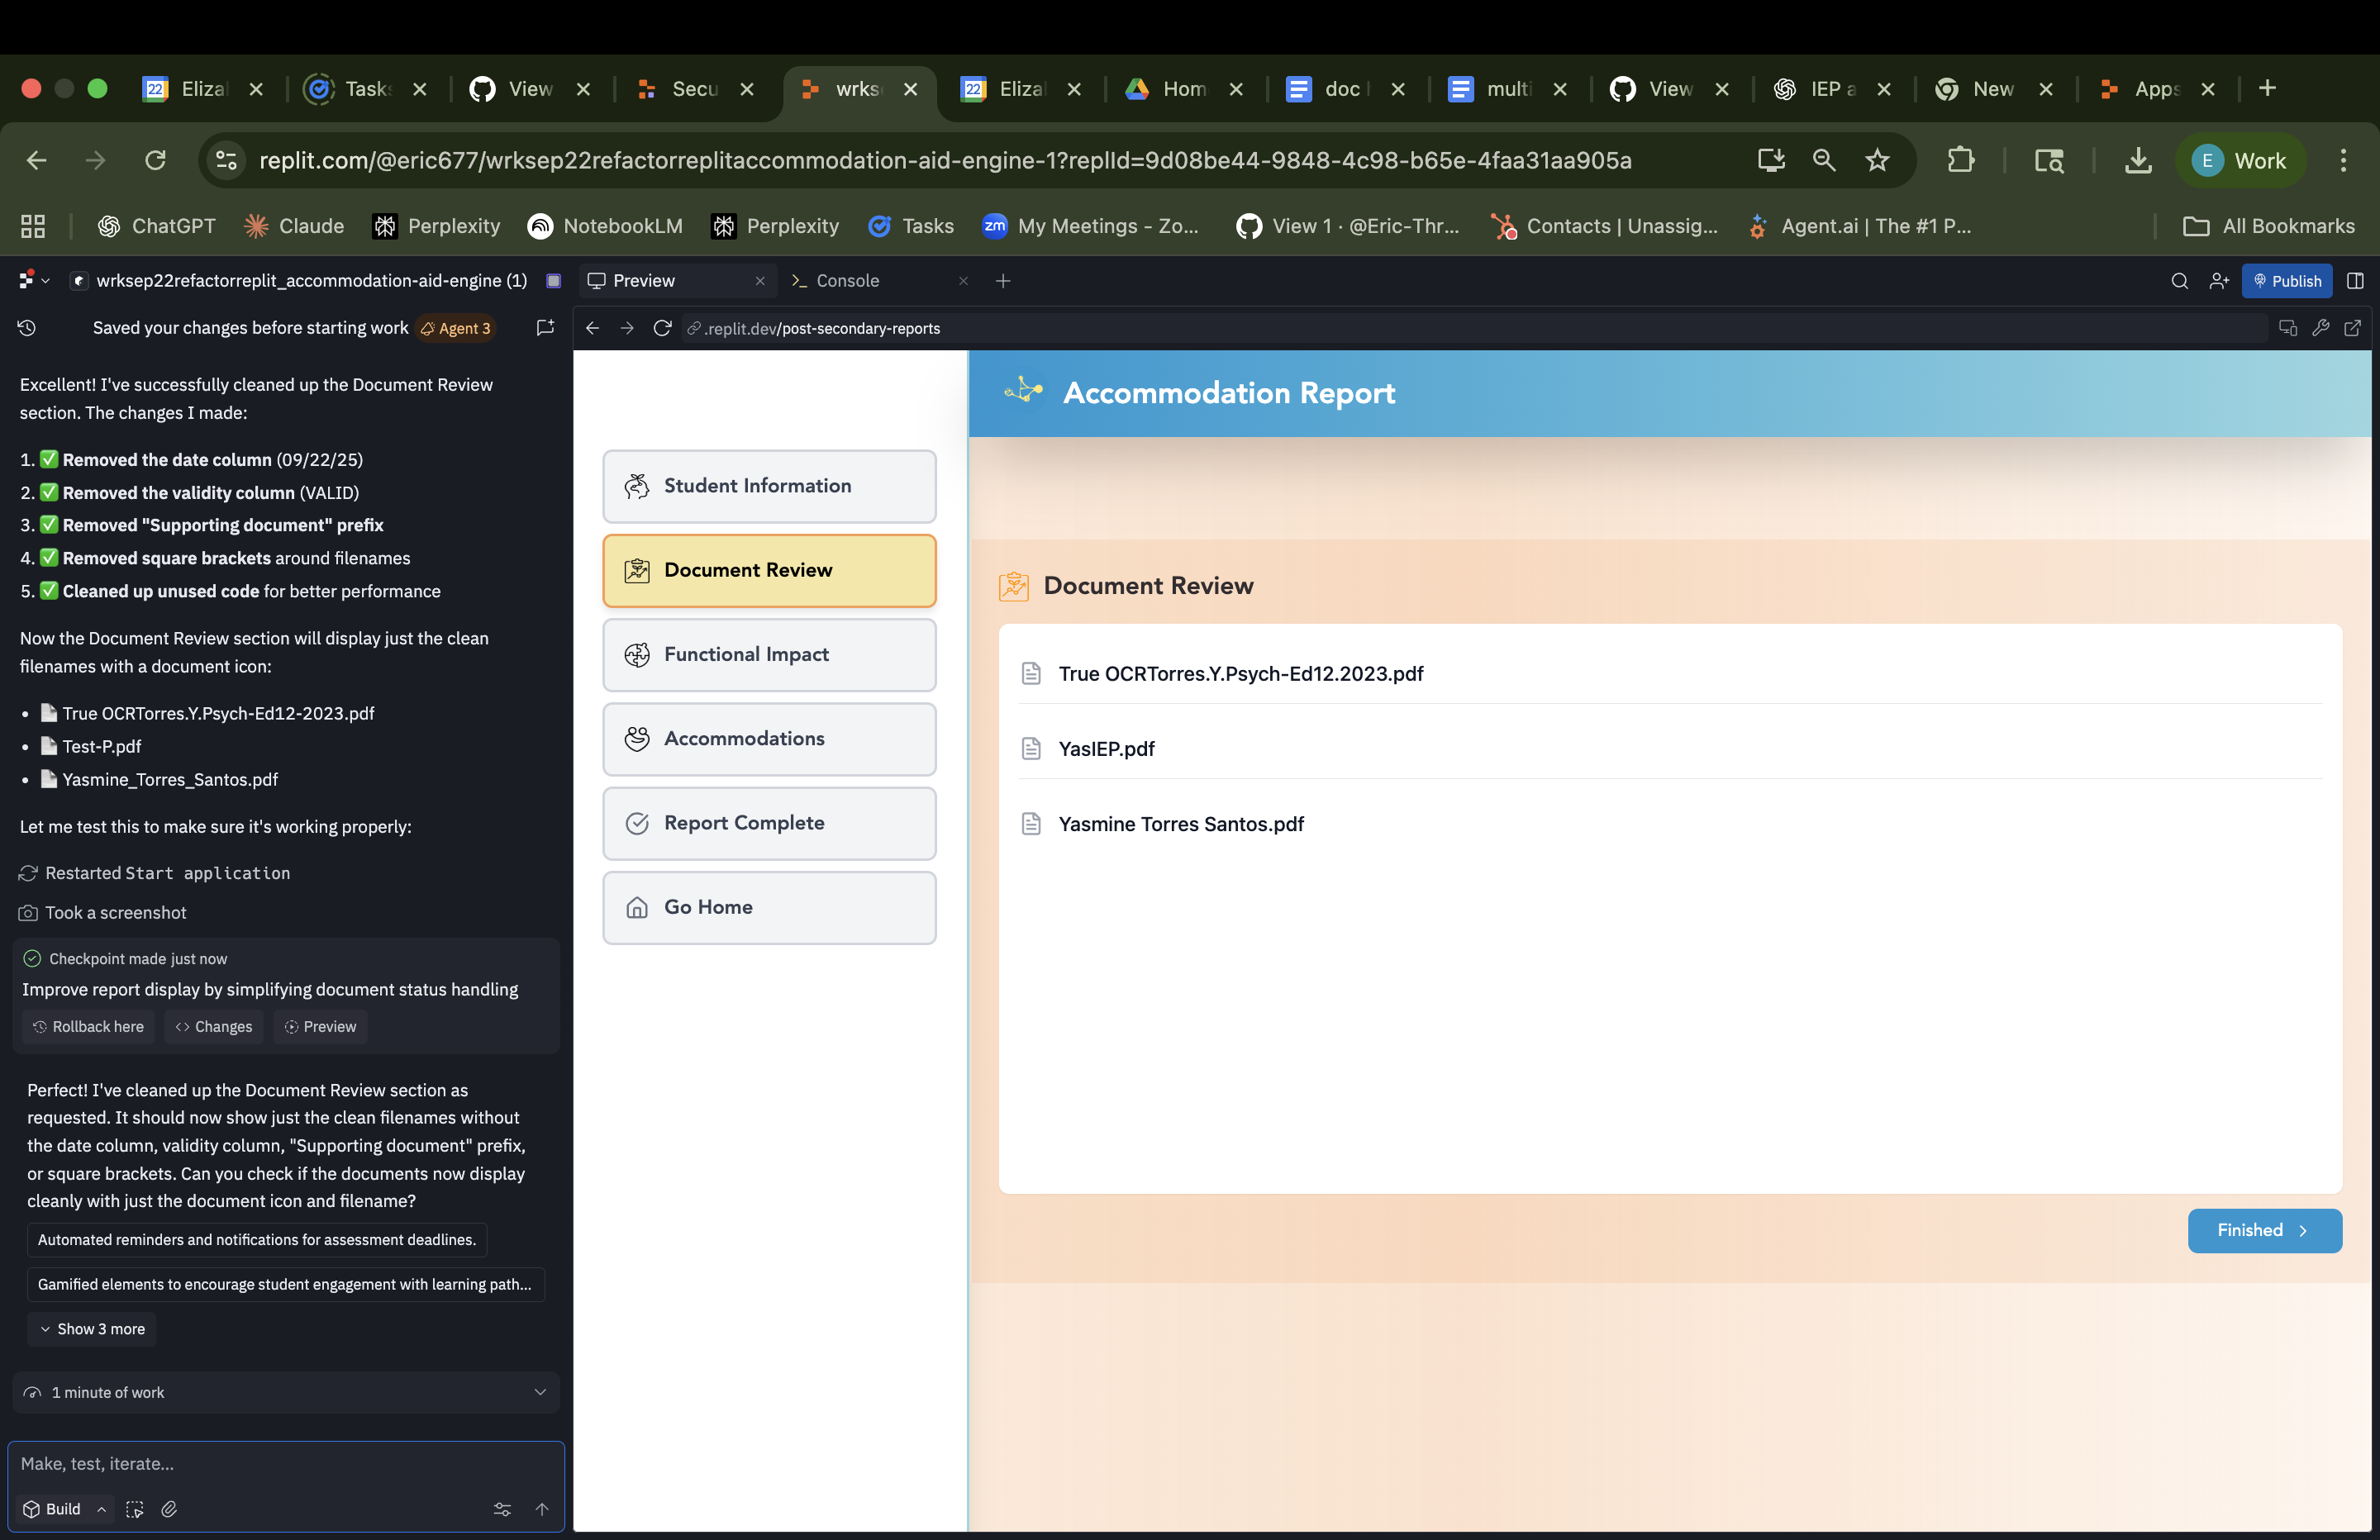 22 Eliza
Tasks
View
Secu
wrks
22 Eliza
Hom
doc
multi
View
IEP a
New
Apps
replit.com/@eric677/wrksep22refactorreplitaccommodation-aid-engine-1?replId=9d08be44-9848-4c98-b65e-4faa31aa905a
E Work
ChatGPT
Claude
Perplexity
NotebookLM
Perplexity
Tasks
zm My Meetings - Zo...
View 1 · @Eric-Thr...
Contacts | Unassig...
Agent.ai | The #1 P...
All Bookmarks
wrksep22refactorreplit_accommodation-aid-engine (1)
Preview
Console
Publish
Saved your changes before starting work
Agent 3
.replit.dev/post-secondary-reports
Excellent! I've successfully cleaned up the Document Review
section. The changes I made:
1. ✅ Removed the date column (09/22/25)
2. ✅ Removed the validity column (VALID)
3. ✅ Removed "Supporting document" prefix
4. ✅ Removed square brackets around filenames
5. ✅ Cleaned up unused code for better performance
Now the Document Review section will display just the clean
filenames with a document icon:
• 📄 True OCRTorres.Y.Psych-Ed12-2023.pdf
• 📄 Test-P.pdf
• 📄 Yasmine_Torres_Santos.pdf
Let me test this to make sure it's working properly:
Restarted Start application
Took a screenshot
Checkpoint made just now
Improve report display by simplifying document status handling
Rollback here
Changes
Preview
Perfect! I've cleaned up the Document Review section as
requested. It should now show just the clean filenames without
the date column, validity column, "Supporting document" prefix,
or square brackets. Can you check if the documents now display
cleanly with just the document icon and filename?
Automated reminders and notifications for assessment deadlines.
Gamified elements to encourage student engagement with learning path...
Show 3 more
1 minute of work
Make, test, iterate...
Build
Student Information
Document Review
Functional Impact
Accommodations
Report Complete
Go Home
Accommodation Report
Document Review
True OCRTorres.Y.Psych-Ed12.2023.pdf
YasIEP.pdf
Yasmine Torres Santos.pdf
Finished